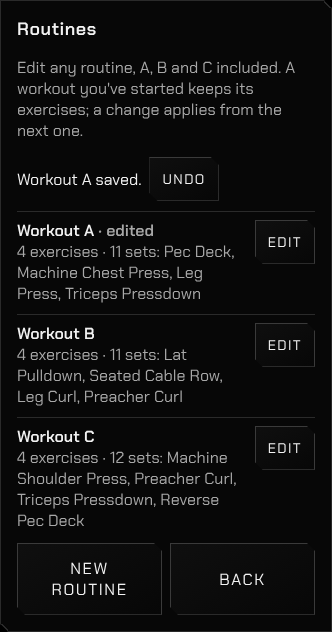 Routines
Edit any routine, A, B and C included. A
workout you've started keeps its
exercises; a change applies from the
next one.
Workout A saved. UNDO
Workout A · edited
EDIT
4 exercises · 11 sets: Pec Deck,
Machine Chest Press, Leg
Press, Triceps Pressdown
Workout B
EDIT
4 exercises · 11 sets: Lat
Pulldown, Seated Cable Row,
Leg Curl, Preacher Curl
Workout C
EDIT
4 exercises · 12 sets: Machine
Shoulder Press, Preacher Curl,
Triceps Pressdown, Reverse
Pec Deck
NEW
ROUTINE
BACK